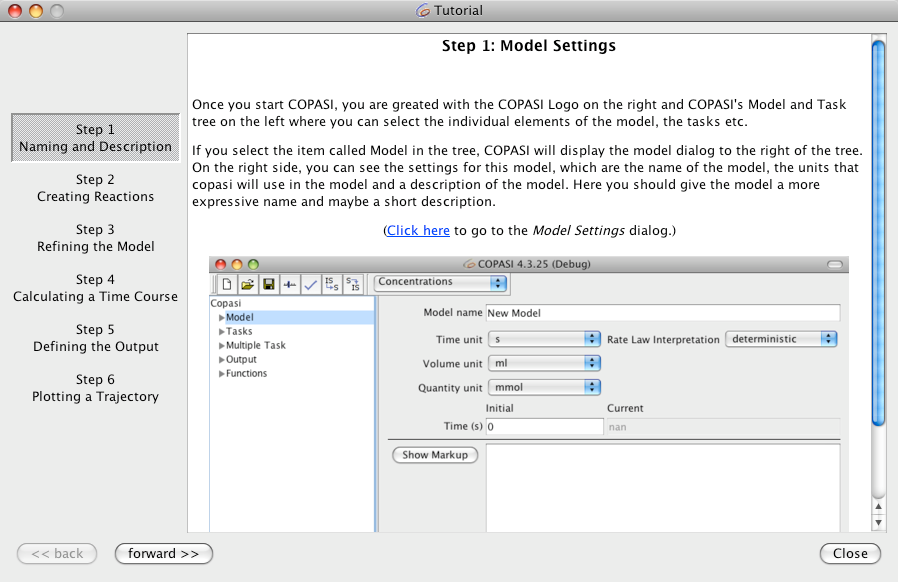 Tutorial
Step 1
Naming and Description
Step 2
Creating Reactions
Step 3
Refining the Model
Step 4
Calculating a Time Course
Step 5
Defining the Output
Step 6
Plotting a Trajectory
Step 1: Model Settings
Once you start COPASI, you are greated with the COPASI Logo on the right and COPASI's Model and Task
tree on the left where you can select the individual elements of the model, the tasks etc.
If you select the item called Model in the tree, COPASI will display the model dialog to the right of the tree.
On the right side, you can see the settings for this model, which are the name of the model, the units that
copasi will use in the model and a description of the model. Here you should give the model a more
expressive name and maybe a short description.
(Click here to go to the Model Settings dialog.)
COPASI 4.3.25 (Debug)
IS S S IS Concentrations
Copasi
Model
Tasks
Multiple Task
Output
Functions
Model name New Model
Time unit s Rate Law Interpretation deterministic
Volume unit ml
Quantity unit mmol
Initial Current
Time (s) 0 nan
Show Markup
<< back forward >> Close